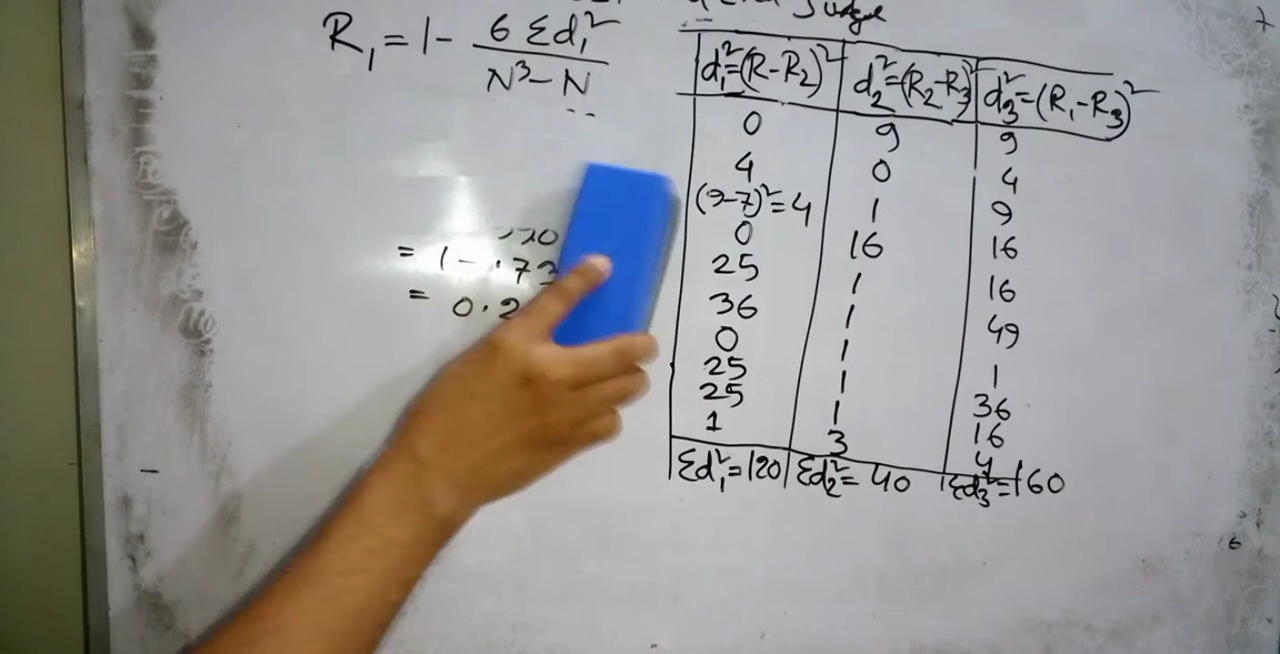 Judge
R₁ = 1 - 6 Σd₁² / N³ - N
= 1 - .73
= 0.2
d₁²=(R-R₂)² d₂²=(R₂-R₃)² d₃²=(R₁-R₃)²
0 9 9
4 0 4
(9-7)²=4 1 9
0 16 16
25 1 16
36 1 49
0 1 1
25 1 36
25 1 16
1 3 4
Σd₁²=120 Σd₂²=40 Σd₃²=160